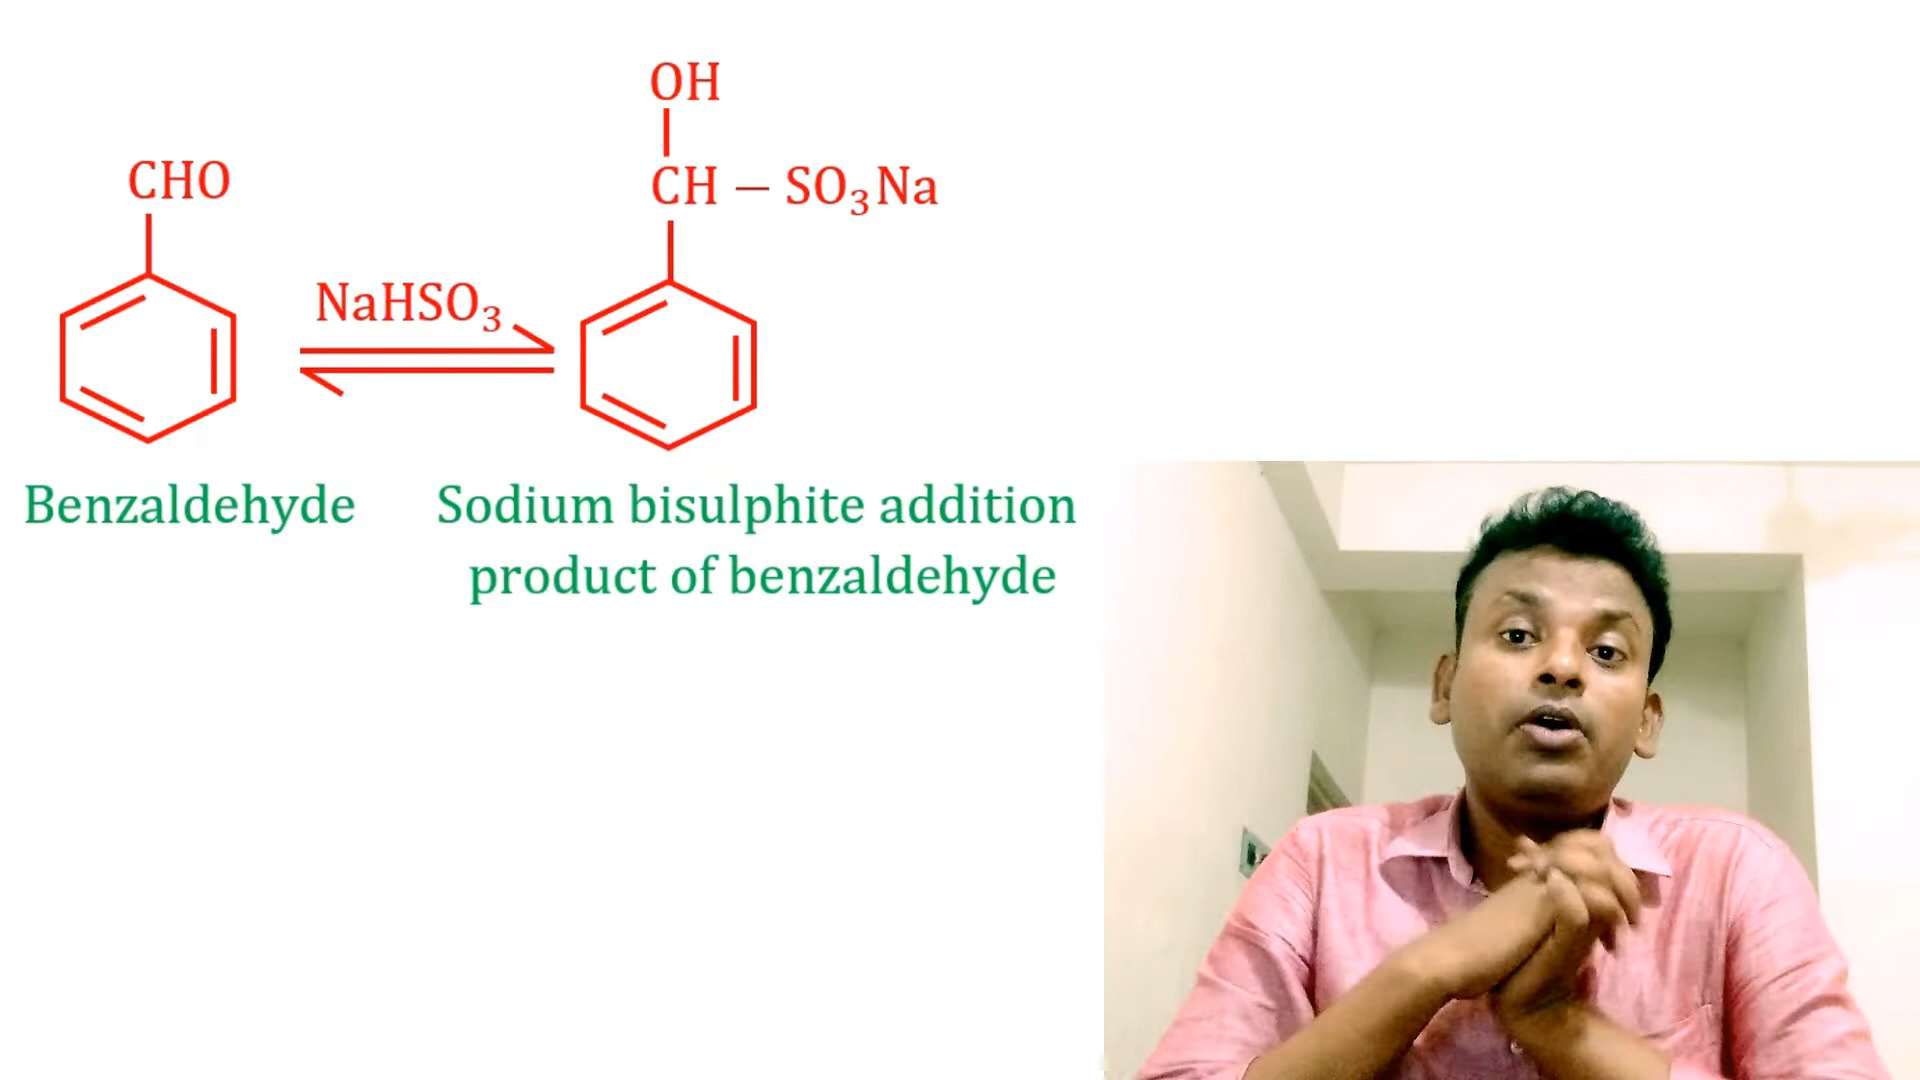 OH
CHO
CH – SO₃Na
NaHSO₃
Benzaldehyde
Sodium bisulphite addition
product of benzaldehyde